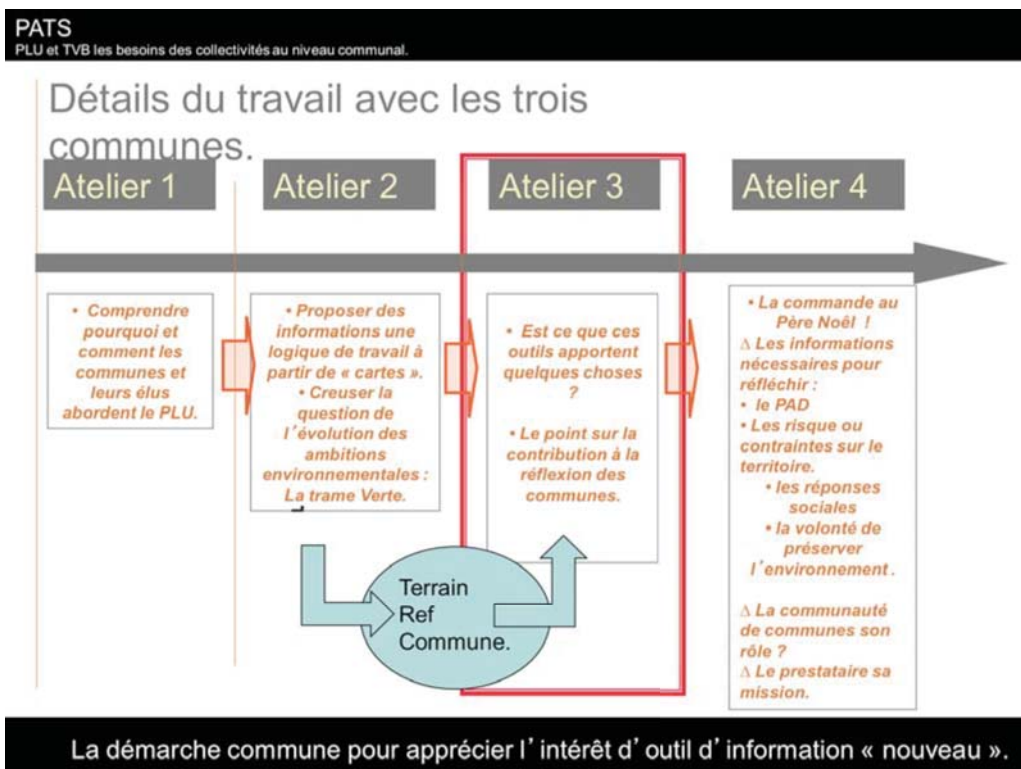 PATS
PLU et TVB les besoins des collectivités au niveau communal.
Détails du travail avec les trois
communes.
Atelier 1
Atelier 2
Atelier 3
Atelier 4
• Comprendre
pourquoi et
comment les
communes et
leurs élus
abordent le PLU.
• Proposer des
informations une
logique de travail à
partir de « cartes ».
• Creuser la
question de
l'évolution des
ambitions
environnementales :
La trame Verte.
• Est ce que ces
outils apportent
quelques choses
?
• Le point sur la
contribution à la
réflexion des
communes.
• La commande au
Père Noêl !
∆ Les informations
nécessaires pour
réfléchir :
• le PAD
• Les risque ou
contraintes sur le
territoire.
• les réponses
sociales
• la volonté de
préserver
l'environnement.
∆ La communauté
de communes son
rôle ?
∆ Le prestataire sa
mission.
Terrain
Ref
Commune.
La démarche commune pour apprécier l'intérêt d'outil d'information « nouveau ».